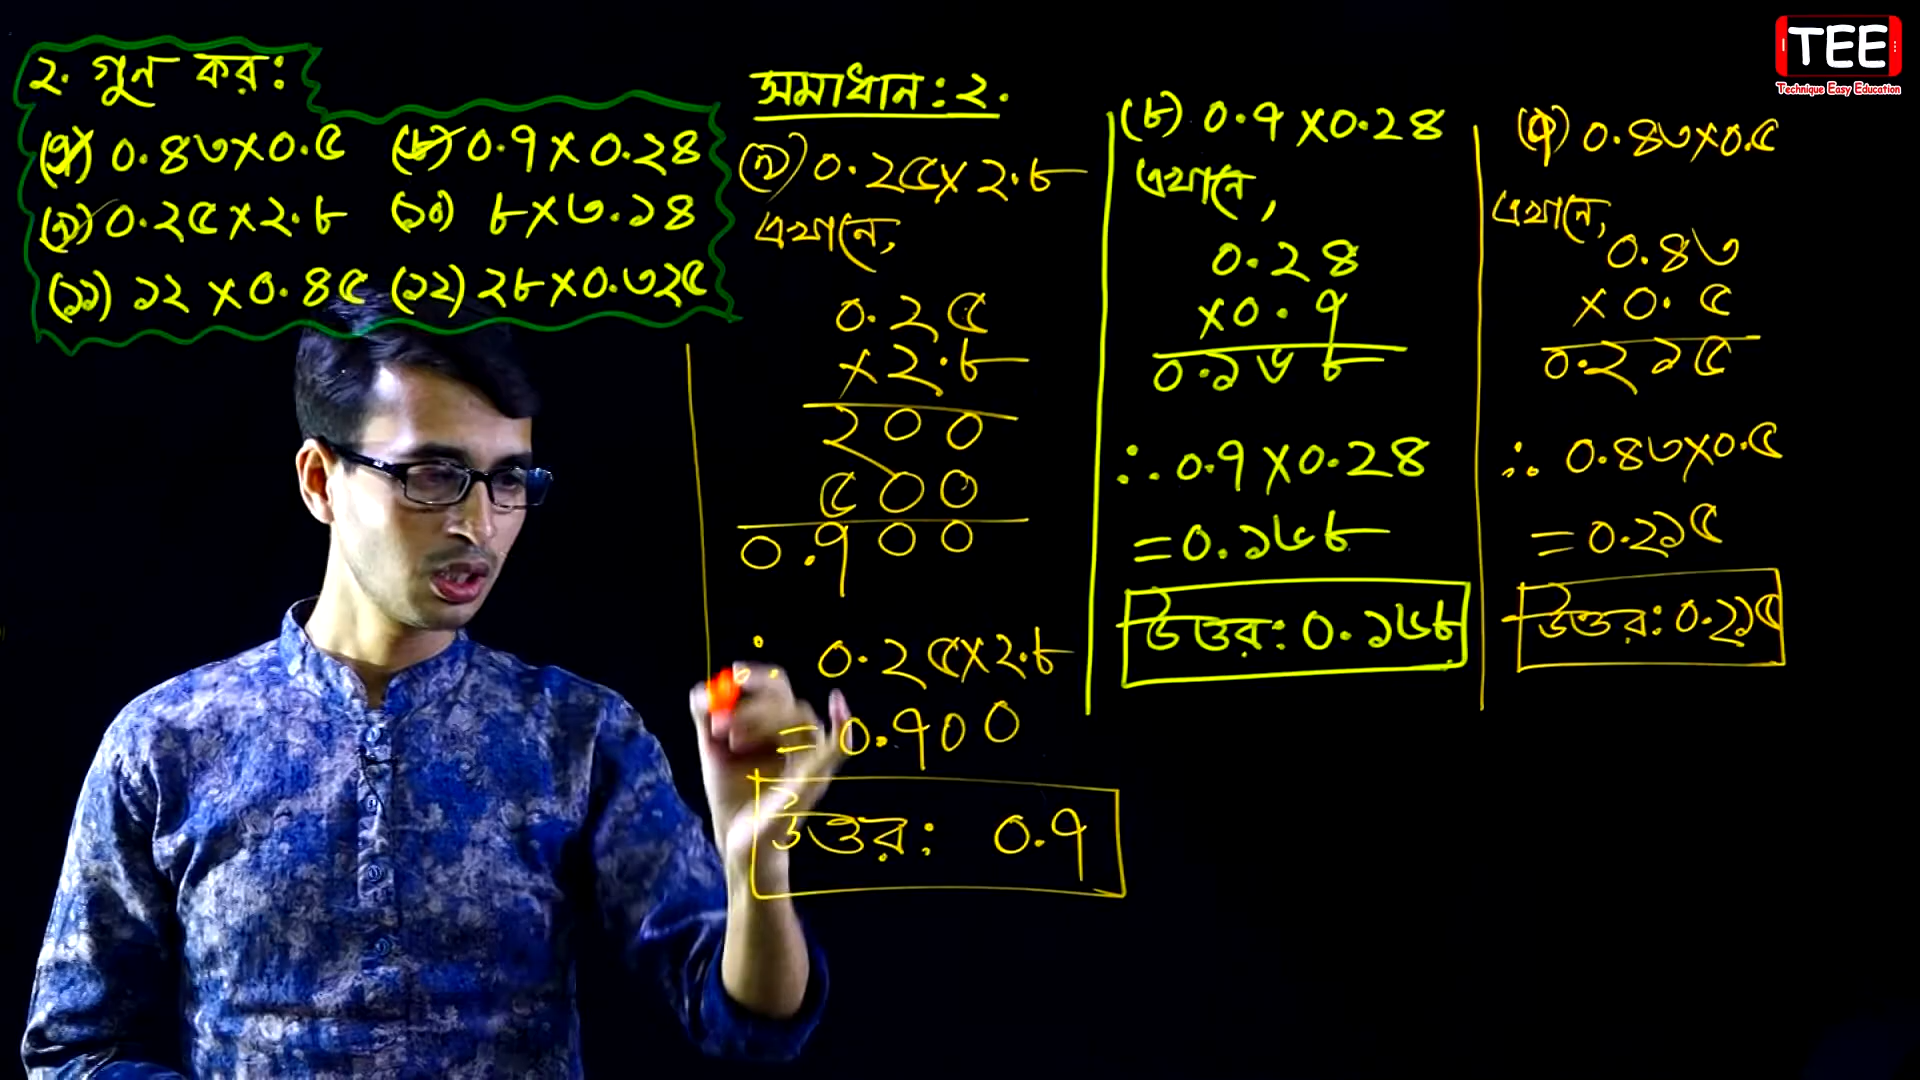 ২. গুন কর:
(৭) ০.৪৩×০.৫ (৮) ০.৭×০.২৪
(৯) ০.২৫×২.৮ (১০) ৮×৩.১৪
(১১) ১২×০.৪৫ (১২) ২৮×০.৩২৫
সমাধান: ২.
(৯) ০.২৫×২.৮
এখানে,
০.২৫
×২.৮
২০০
৫০০
০.৭০০
∴ ০.২৫×২.৮
=০.৭০০
উত্তর: ০.৭
(৮) ০.৭×০.২৪
এখানে,
০.২৪
×০.৭
০.১৬৮
∴ ০.৭×০.২৪
=০.১৬৮
উত্তর: ০.১৬৮
(৭) ০.৪৩×০.৫
এখানে,
০.৪৩
×০.৫
০.২১৫
∴ ০.৪৩×০.৫
=০.২১৫
উত্তর: ০.২১৫
TEE
Technique Easy Education